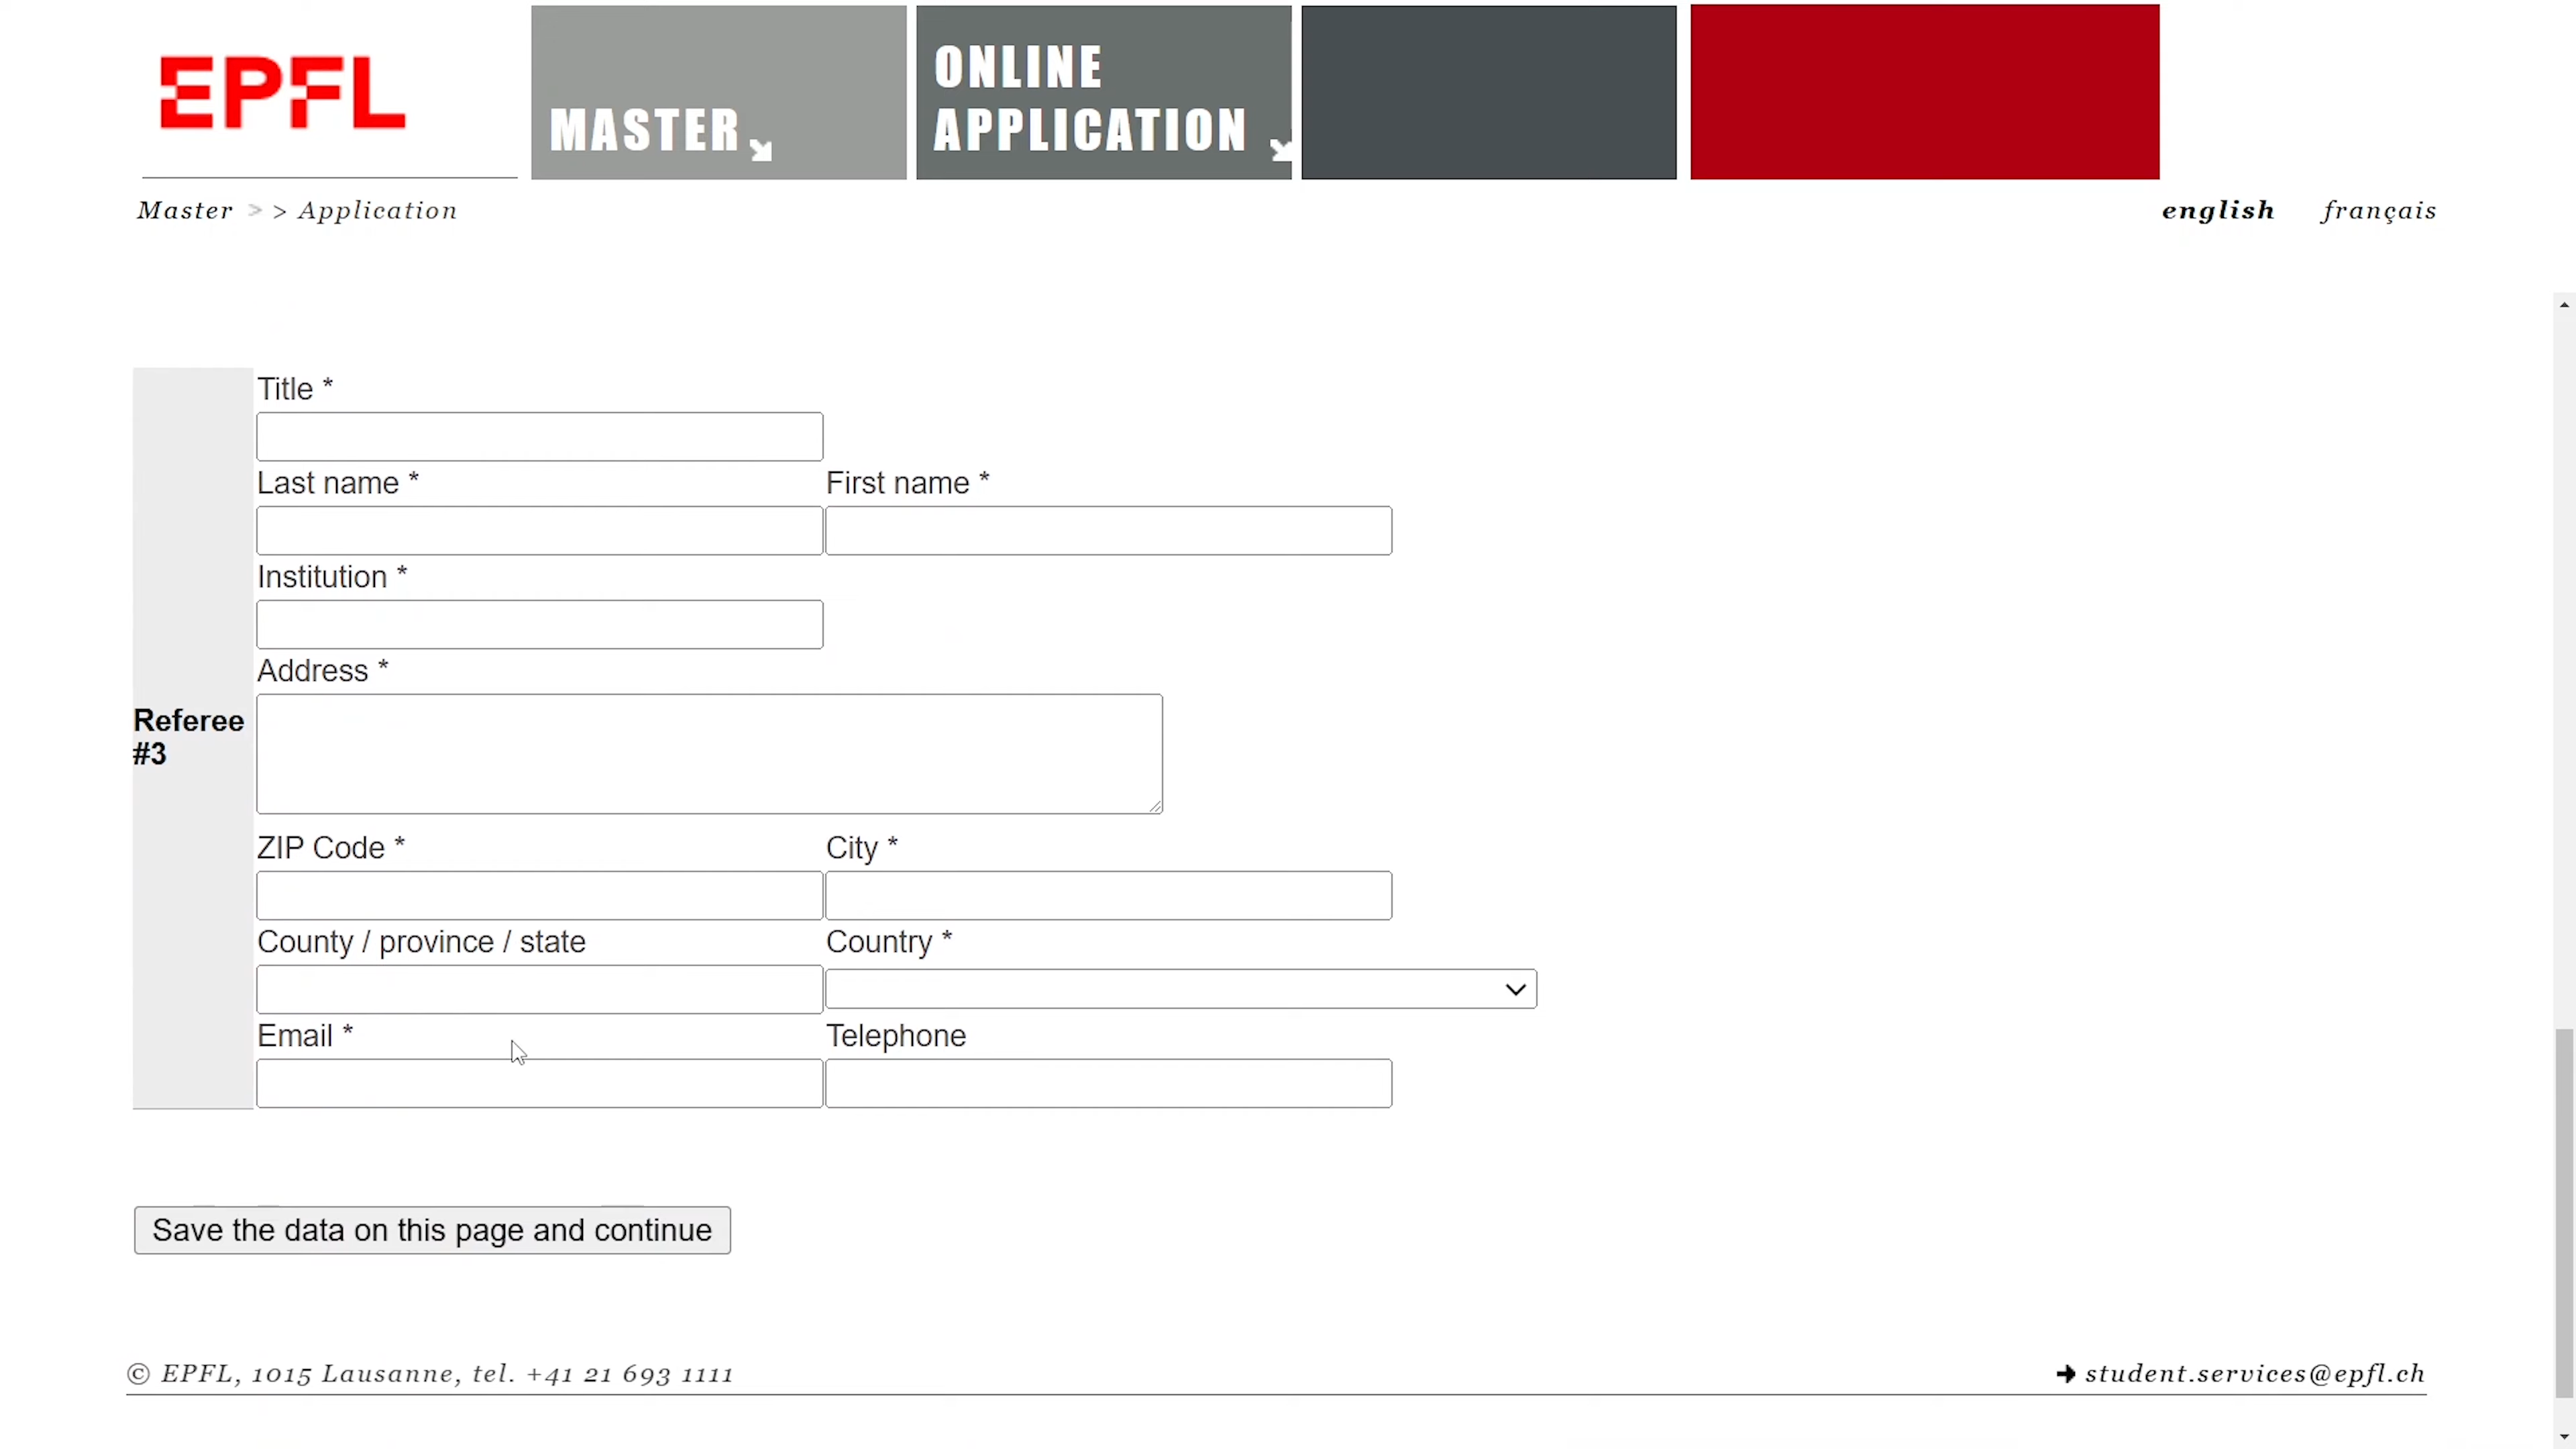 EPFL
MASTER
ONLINE
APPLICATION
Master > > Application
english français
Title *
Last name * First name *
Institution *
Address *
Referee
#3
ZIP Code * City *
County / province / state Country *
Email * Telephone
Save the data on this page and continue
© EPFL, 1015 Lausanne, tel. +41 21 693 1111
student.services@epfl.ch